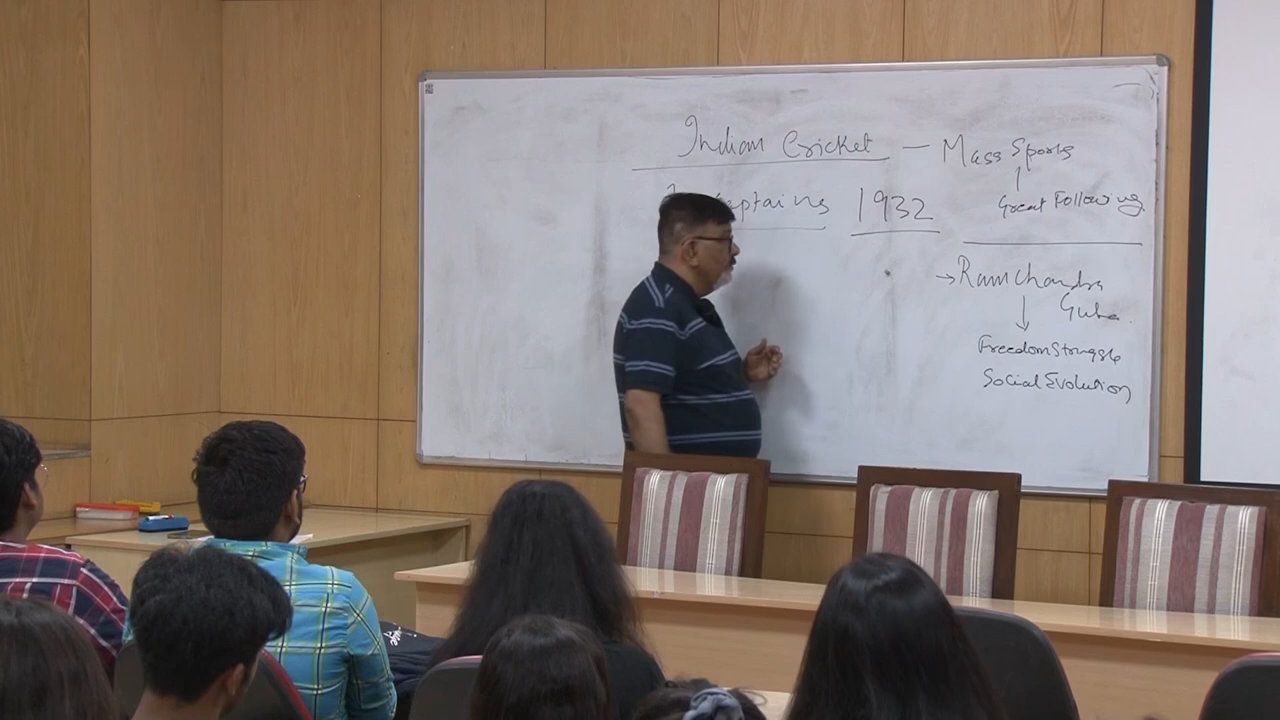 Indian Cricket — Mass Sports
Captains 1932
Great Following
→ Ramchandra
Guha
↓
Freedom Struggle
Social Evolution